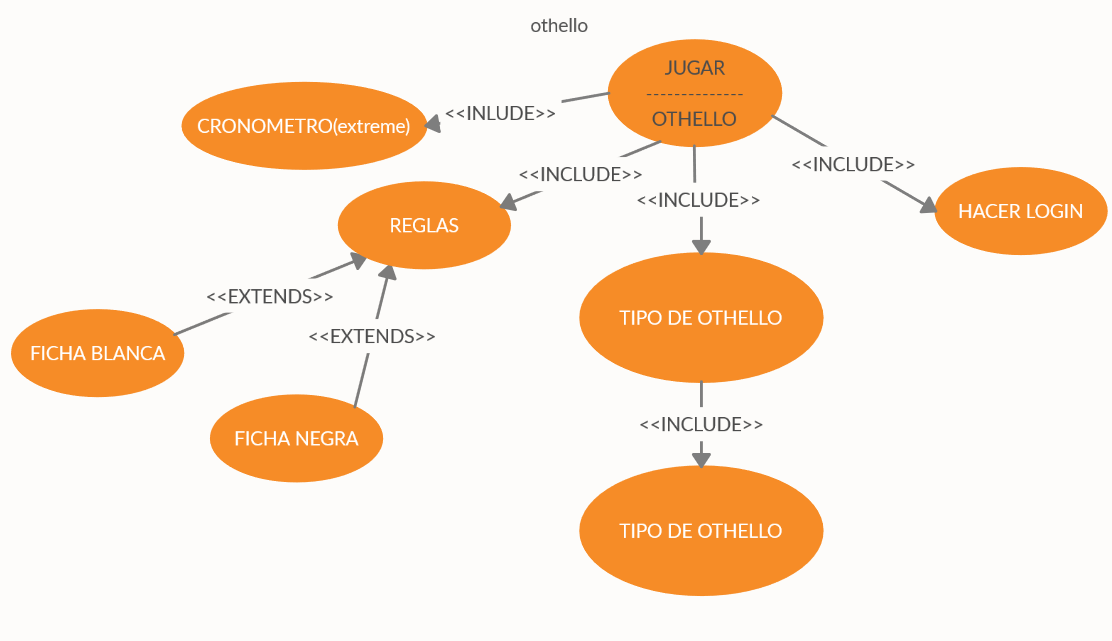 othello
JUGAR
--------------
OTHELLO
<<INLUDE>>
CRONOMETRO(extreme)
<<INCLUDE>>
<<INCLUDE>>
<<INCLUDE>>
REGLAS
HACER LOGIN
<<EXTENDS>>
TIPO DE OTHELLO
<<EXTENDS>>
FICHA BLANCA
<<INCLUDE>>
FICHA NEGRA
TIPO DE OTHELLO